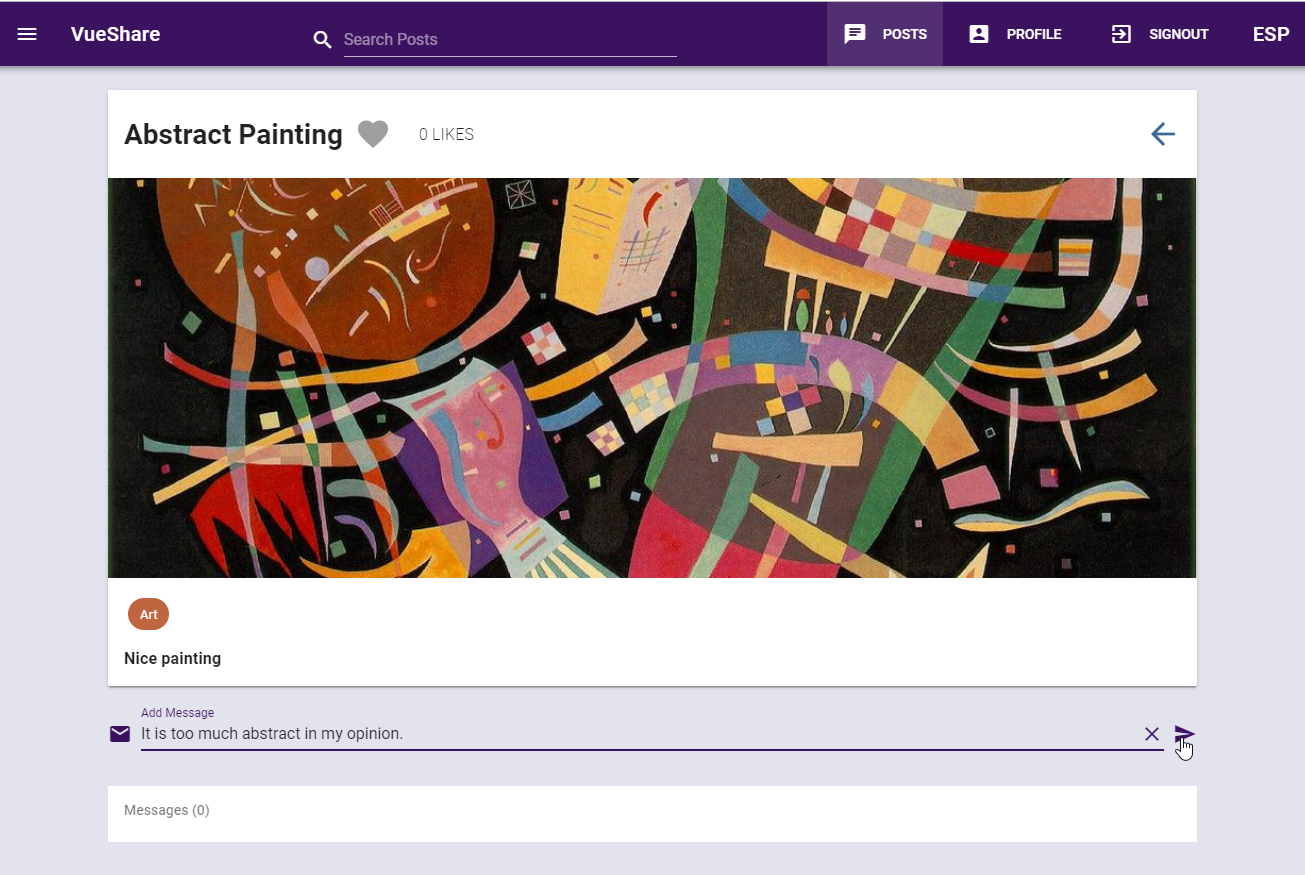 VueShare
Search Posts
POSTS
PROFILE
SIGNOUT
ESP
Abstract Painting
0 LIKES
Art
Nice painting
Add Message
It is too much abstract in my opinion.
Messages (0)